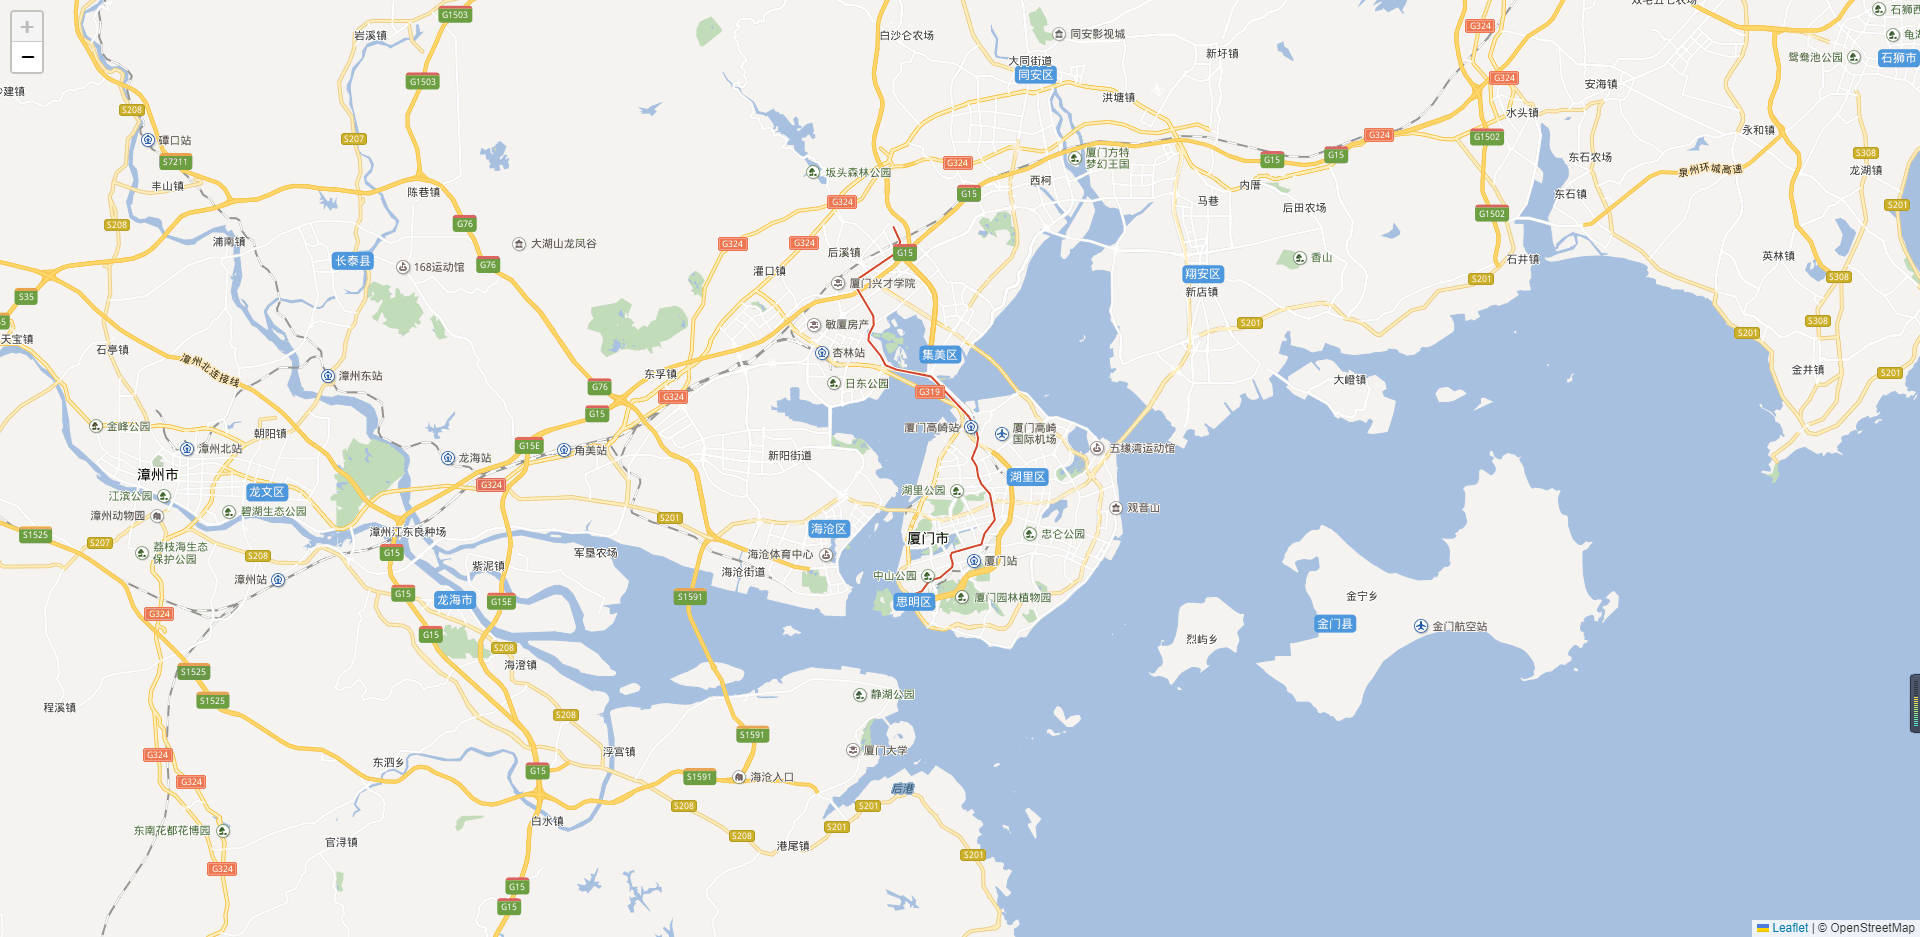 G1503
岩溪镇
白沙仑农场
同安影视城
新圩镇
G324
大同街道
同安区
鸳鸯池公园
石狮市
G1503
G324
安海镇
洪塘镇
S208
水头镇
永和镇
磹口站
S207
G324
G1502
S7211
G324
厦门方特
梦幻王国
G15
G15
东石农场
S308
泉州环城高速
龙湖镇
丰山镇
陈巷镇
坂头森林公园
西柯
内厝
东石镇
G324
G15
马巷
后田农场
G1502
S201
S208
G76
浦南镇
大湖山龙凤谷
G324
G324
后溪镇
G15
长泰县
168运动馆
G76
灌口镇
香山
石井镇
英林镇
翔安区
新店镇
S201
S308
厦门兴才学院
S35
敏厦房产
S201
S308
S201
天宝镇
石亭镇
漳州北连接线
杏林站
集美区
漳州东站
东孚镇
G76
G324
日东公园
G319
大嶝镇
金井镇
S201
G15
金峰公园
朝阳镇
厦门高崎站
厦门高崎
国际机场
漳州北站
G15E
角美站
龙海站
新阳街道
五缘湾运动馆
漳州市
湖里区
江滨公园
龙文区
G324
湖里公园
漳州动物园
碧湖生态公园
S201
观音山
S1525
漳州江东良种场
海沧区
厦门市
忠仑公园
S207
荔枝海生态
保护公园
S208
G15
军垦农场
海沧体育中心
厦门站
紫泥镇
海沧街道
中山公园
漳州站
G15
龙海市
G15E
S1591
思明区
厦门园林植物园
金宁乡
G324
G15
金门县
金门航空站
烈屿乡
S208
海澄镇
S1525
S1525
静湖公园
程溪镇
S208
S1591
浮宫镇
厦门大学
G324
东泗乡
G15
S1591
海沧入口
G324
后港
S208
S201
白水镇
S201
东南花都花博园
S208
官浔镇
港尾镇
S201
G324
G15
G15
Leaflet | © OpenStreetMap